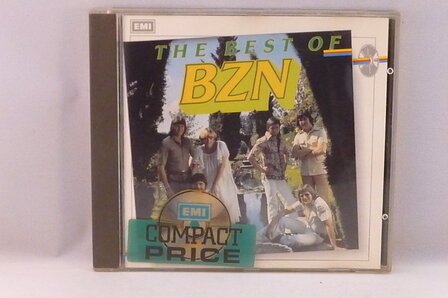 EMI
THE BEST OF
BZN
EMI
COMPACT
PRICE